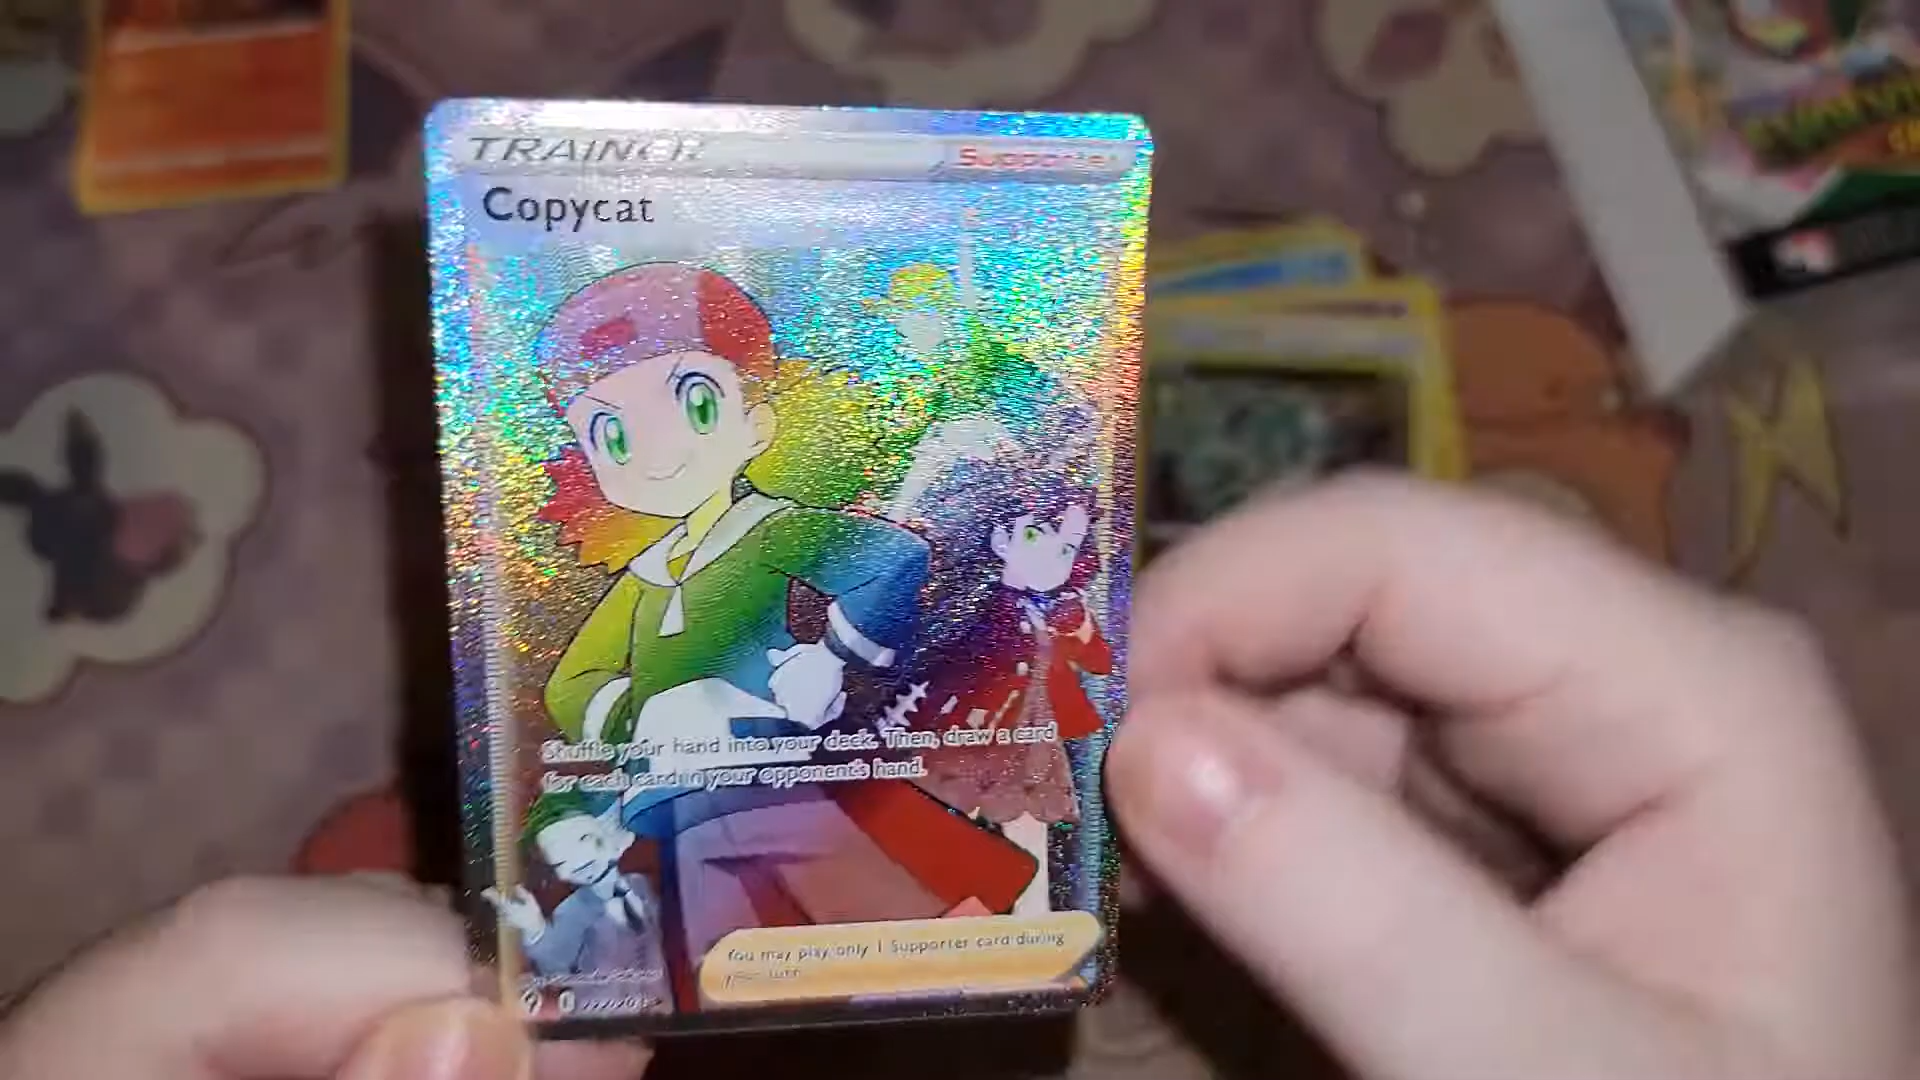 TRAINER
Supporter
Copycat
Shuffle your hand into your deck. Then, draw a card
for each card in your opponent's hand.
You may play only 1 Supporter card during
your turn.